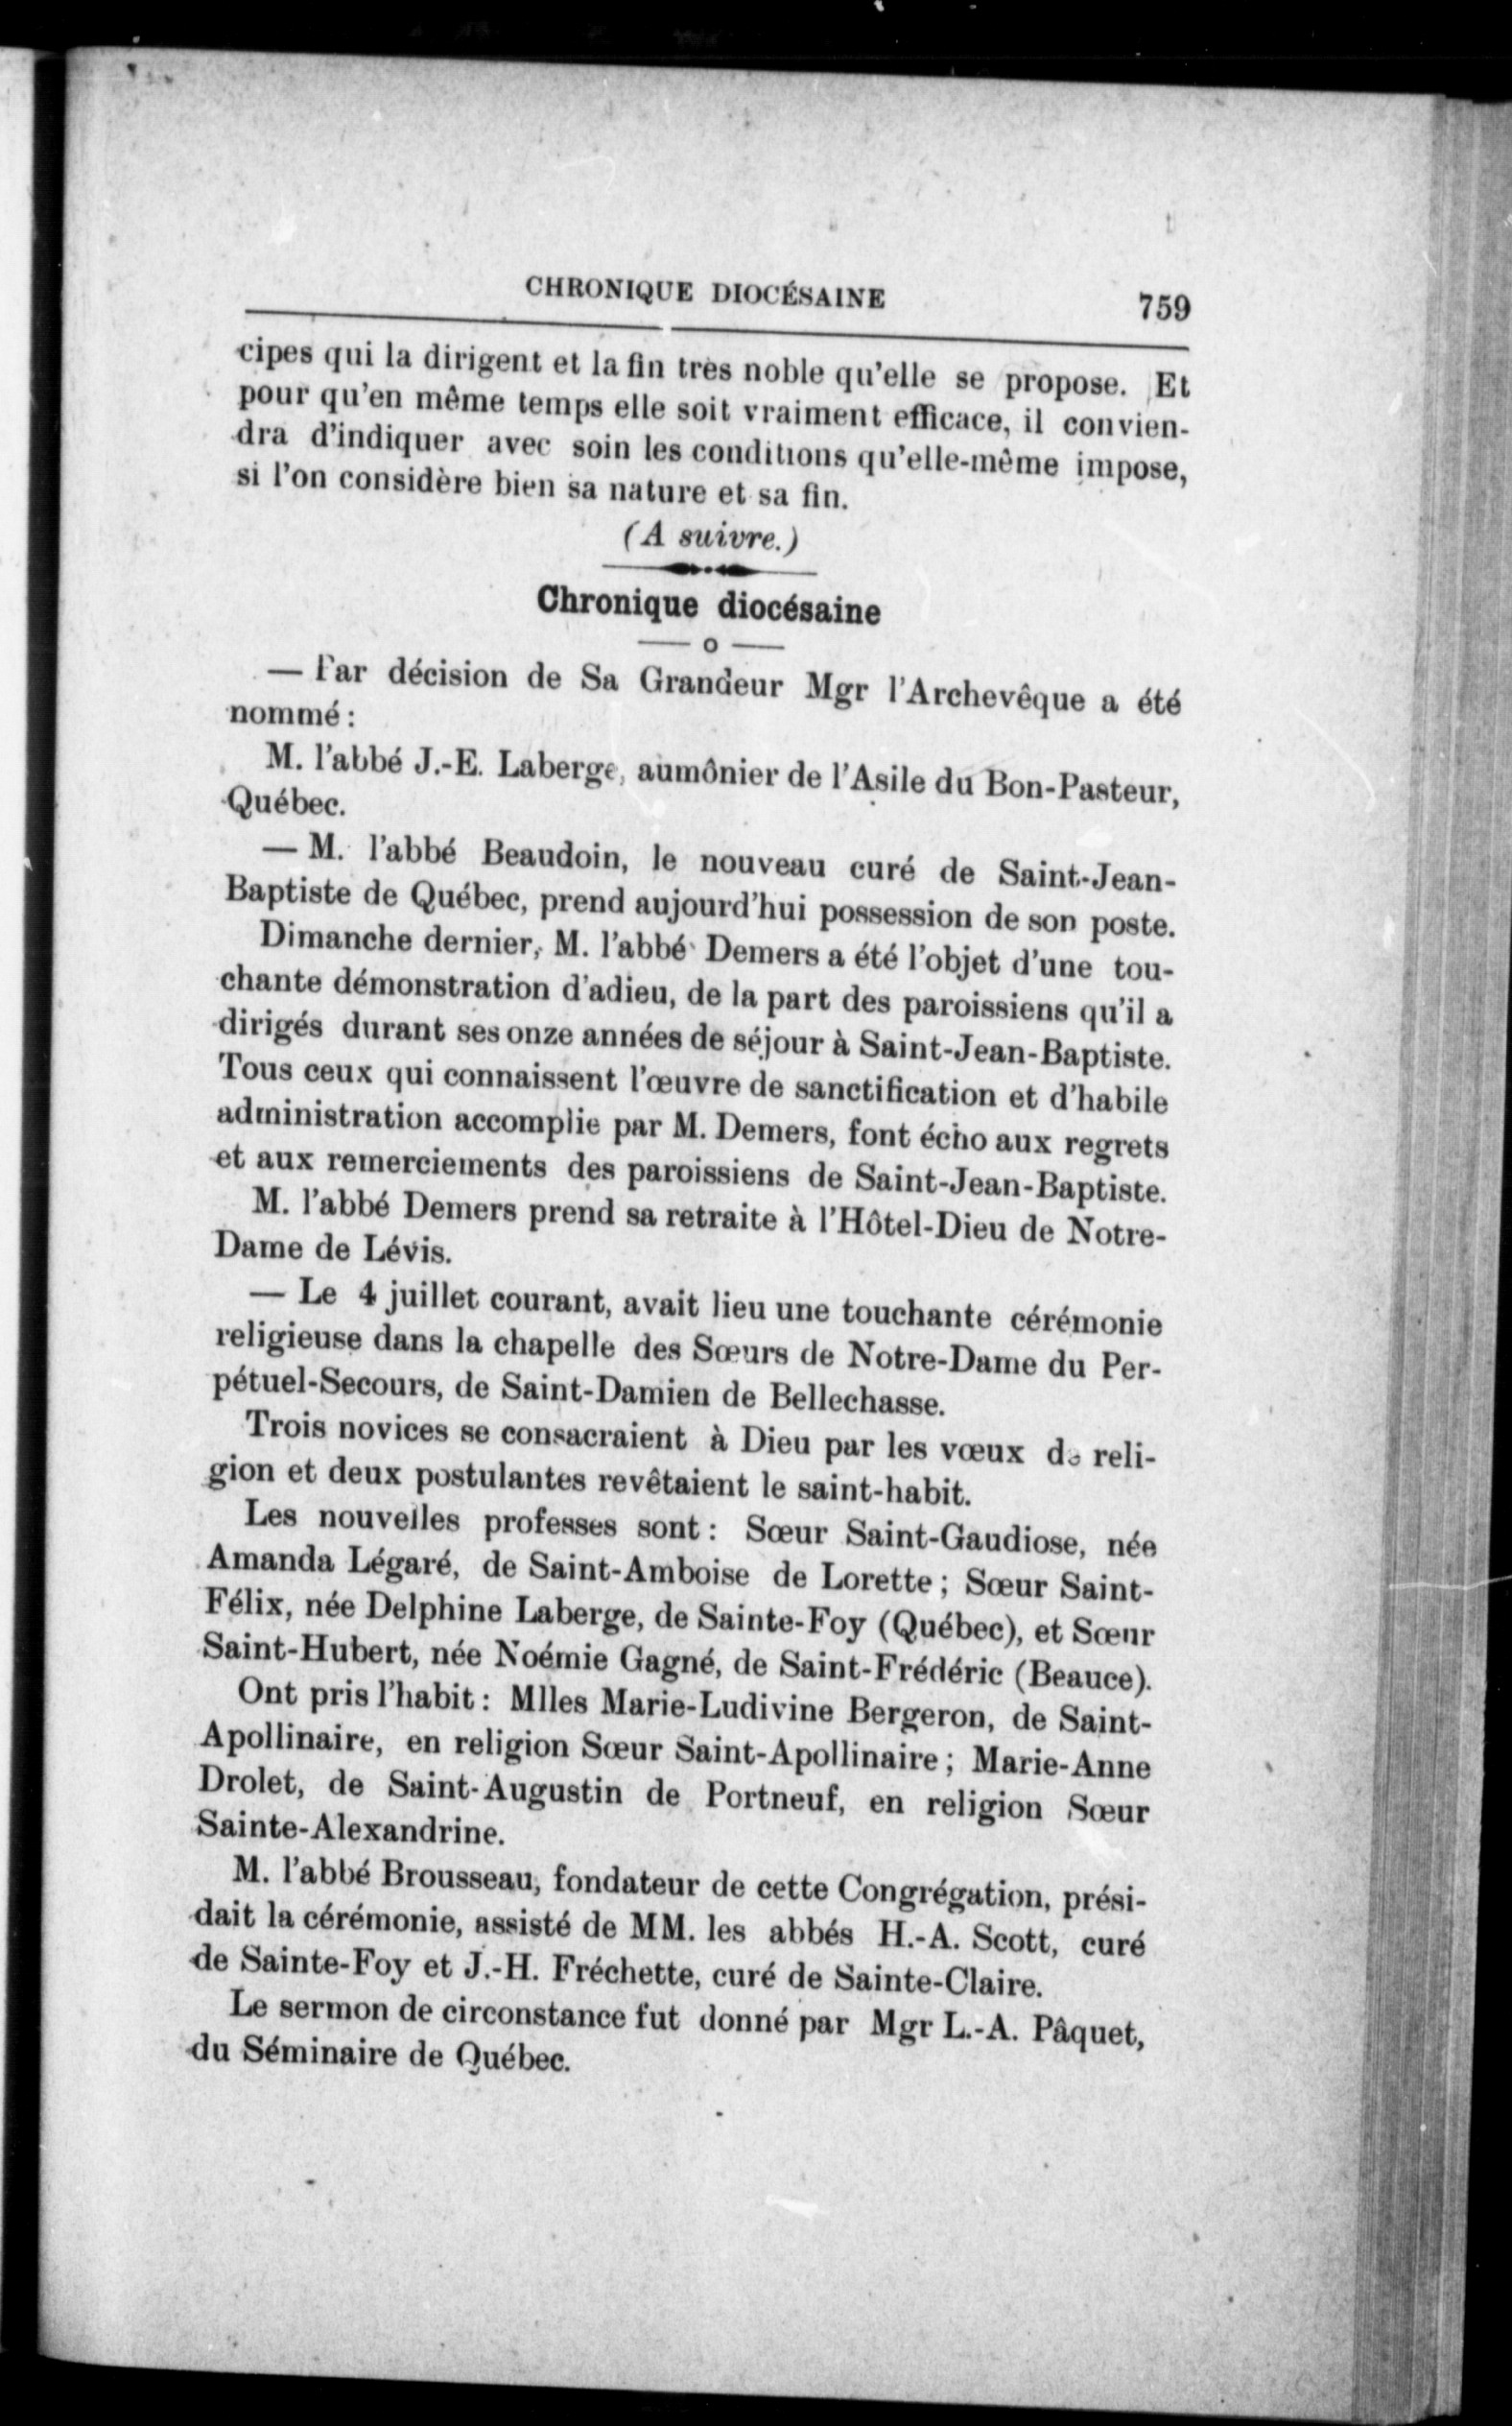 CHRONIQUE DIOCÉSAINE 759
cipes qui la dirigent et la fin très noble qu'elle se propose. Et
pour qu'en même temps elle soit vraiment efficace, il convien-
dra d'indiquer avec soin les conditions qu'elle-même impose,
si l'on considère bien sa nature et sa fin.
(A suivre.)
Chronique diocésaine
— o —
— Par décision de Sa Grandeur Mgr l'Archevêque a été
nommé :
M. l'abbé J.-E. Laberge, aumônier de l'Asile du Bon-Pasteur,
Québec.
— M. l'abbé Beaudoin, le nouveau curé de Saint-Jean-
Baptiste de Québec, prend aujourd'hui possession de son poste.
Dimanche dernier, M. l'abbé Demers a été l'objet d'une tou-
chante démonstration d'adieu, de la part des paroissiens qu'il a
dirigés durant ses onze années de séjour à Saint-Jean-Baptiste.
Tous ceux qui connaissent l'œuvre de sanctification et d'habile
administration accomplie par M. Demers, font écho aux regrets
et aux remerciements des paroissiens de Saint-Jean-Baptiste.
M. l'abbé Demers prend sa retraite à l'Hôtel-Dieu de Notre-
Dame de Lévis.
— Le 4 juillet courant, avait lieu une touchante cérémonie
religieuse dans la chapelle des Sœurs de Notre-Dame du Per-
pétuel-Secours, de Saint-Damien de Bellechasse.
Trois novices se consacraient à Dieu par les vœux de reli-
gion et deux postulantes revêtaient le saint-habit.
Les nouvelles professes sont : Sœur Saint-Gaudiose, née
Amanda Légaré, de Saint-Amboise de Lorette ; Sœur Saint-
Félix, née Delphine Laberge, de Sainte-Foy (Québec), et Sœur
Saint-Hubert, née Noémie Gagné, de Saint-Frédéric (Beauce).
Ont pris l'habit : Mlles Marie-Ludivine Bergeron, de Saint-
Apollinaire, en religion Sœur Saint-Apollinaire ; Marie-Anne
Drolet, de Saint-Augustin de Portneuf, en religion Sœur
Sainte-Alexandrine.
M. l'abbé Brousseau, fondateur de cette Congrégation, prési-
dait la cérémonie, assisté de MM. les abbés H.-A. Scott, curé
de Sainte-Foy et J.-H. Fréchette, curé de Sainte-Claire.
Le sermon de circonstance fut donné par Mgr L.-A. Pâquet,
du Séminaire de Québec.